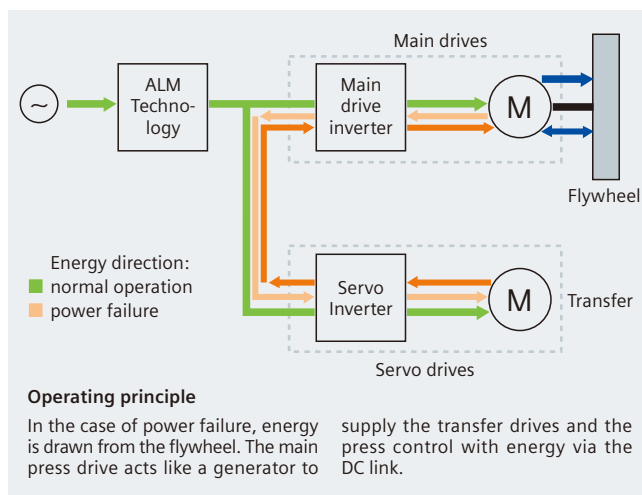 Main drives
~
ALM
Techno-
logy
Main
drive
inverter
M
Flywheel
Energy direction:
normal operation
power failure
Servo
Inverter
M
Transfer
Servo drives
Operating principle
In the case of power failure, energy
is drawn from the flywheel. The main
press drive acts like a generator to
supply the transfer drives and the
press control with energy via the
DC link.